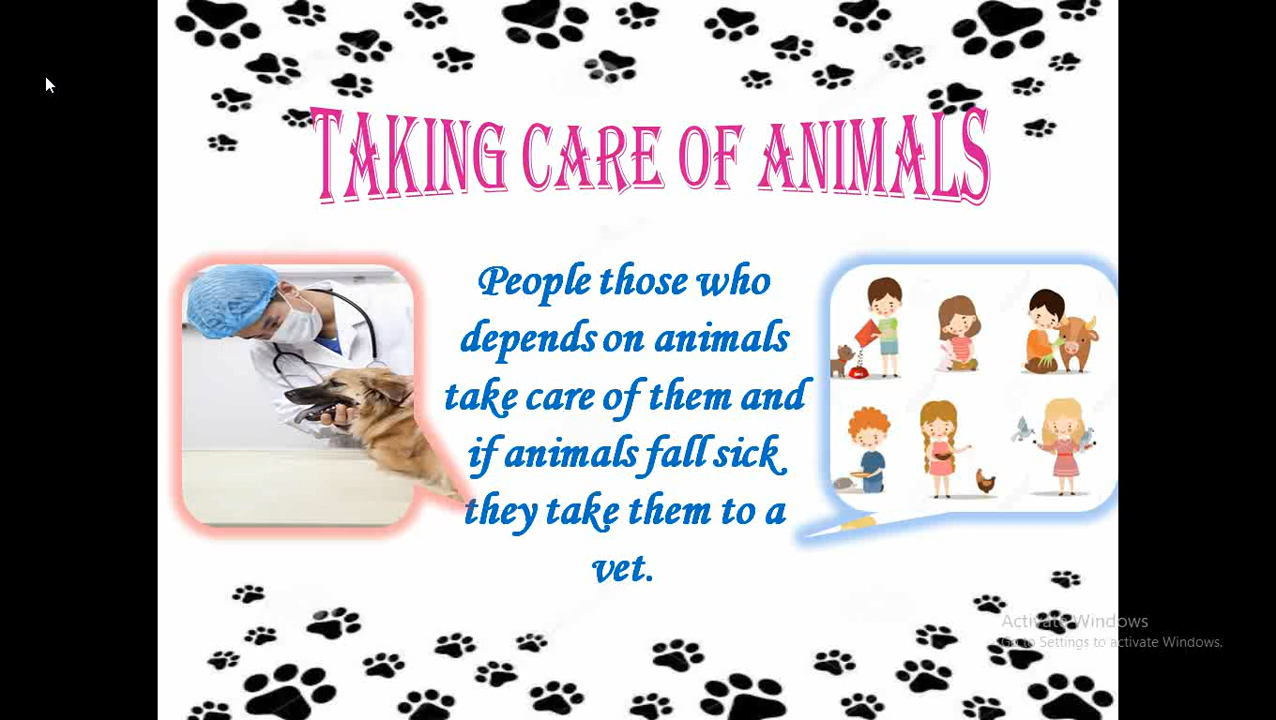 TAKING CARE OF ANIMALS
People those who
depends on animals
take care of them and
if animals fall sick
they take them to a
vet.
Activate Windows
Go to Settings to activate Windows.